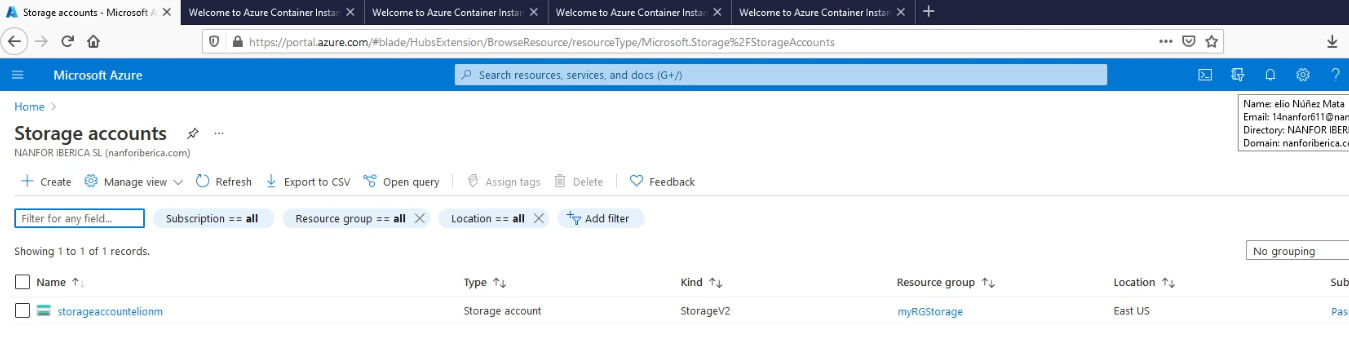 Storage accounts - Microsoft A
Welcome to Azure Container Instan
Welcome to Azure Container Instan
Welcome to Azure Container Instan
Welcome to Azure Container Instan
https://portal.azure.com/#blade/HubsExtension/BrowseResource/resourceType/Microsoft.Storage%2FStorageAccounts
Microsoft Azure
Search resources, services, and docs (G+/)
Name: elio Núñez Mata
Email: 14nanfor611@nan
Directory: NANFOR IBER
Domain: nanforiberica.c
Home >
Storage accounts
NANFOR IBERICA SL (nanforiberica.com)
+ Create Manage view Refresh Export to CSV Open query Assign tags Delete Feedback
Filter for any field... Subscription == all Resource group == all Location == all Add filter
Showing 1 to 1 of 1 records.
No grouping
Name Type Kind Resource group Location Sub
storageaccountelionm Storage account StorageV2 myRGStorage East US Pas